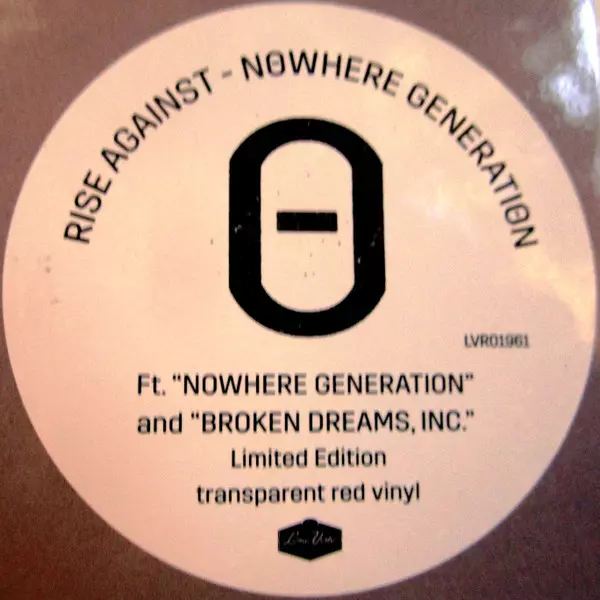 RISE AGAINST - NOWHERE GENERATION
LVR01961
Ft. "NOWHERE GENERATION"
and "BROKEN DREAMS, INC."
Limited Edition
transparent red vinyl